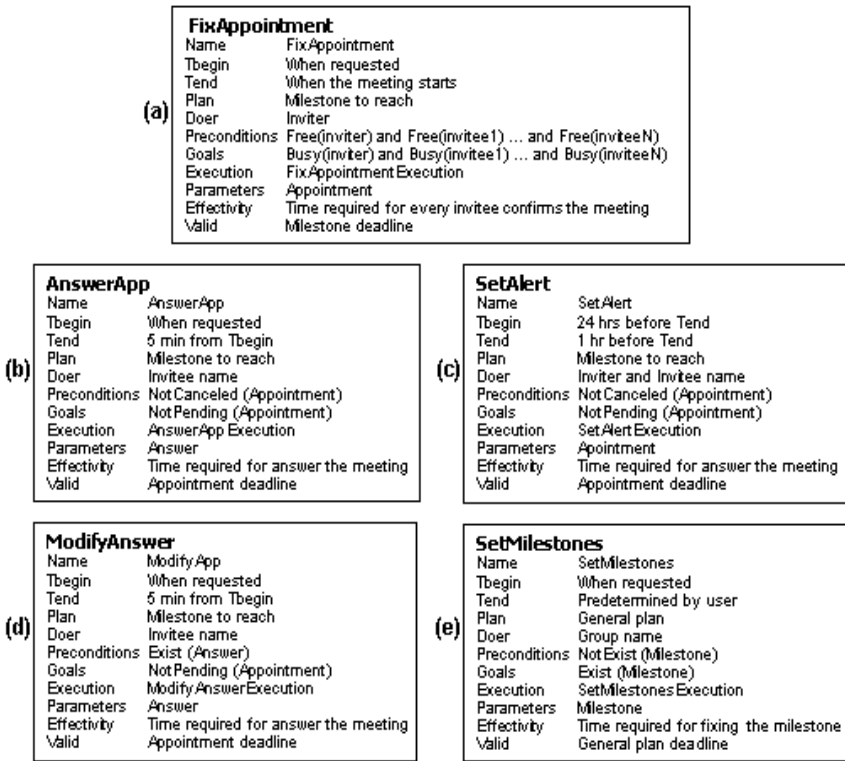 FixAppointment
Name FixAppointment
Tbegin When requested
Tend When the meeting starts
Plan Milestone to reach
(a) Doer Inviter
Preconditions Free(inviter) and Free(invitee1) ... and Free(inviteeN)
Goals Busy(inviter) and Busy(invitee1) ... and Busy(inviteeN)
Execution FixAppointmentExecution
Parameters Appointment
Effectivity Time required for every invitee confirms the meeting
Valid Milestone deadline
AnswerApp
Name AnswerApp
Tbegin When requested
Tend 5 min from Tbegin
Plan Milestone to reach
(b) Doer Invitee name
Preconditions NotCanceled (Appointment)
Goals NotPending (Appointment)
Execution AnswerApp Execution
Parameters Answer
Effectivity Time required for answer the meeting
Valid Appointment deadline
SetAlert
Name SetAlert
Tbegin 24 hrs before Tend
Tend 1 hr before Tend
Plan Milestone to reach
(c) Doer Inviter and Invitee name
Preconditions NotCanceled (Appointment)
Goals NotPending (Appointment)
Execution SetAlertExecution
Parameters Apointment
Effectivity Time required for answer the meeting
Valid Appointment deadline
ModifyAnswer
Name ModifyApp
Tbegin When requested
Tend 5 min from Tbegin
Plan Milestone to reach
(d) Doer Invitee name
Preconditions Exist (Answer)
Goals NotPending (Appointment)
Execution ModifyAnswerExecution
Parameters Answer
Effectivity Time required for answer the meeting
Valid Appointment deadline
SetMilestones
Name SetMilestones
Tbegin When requested
Tend Predetermined by user
Plan General plan
(e) Doer Group name
Preconditions NotExist (Milestone)
Goals Exist (Milestone)
Execution SetMilestonesExecution
Parameters Milestone
Effectivity Time required for fixing the milestone
Valid General plan deadline